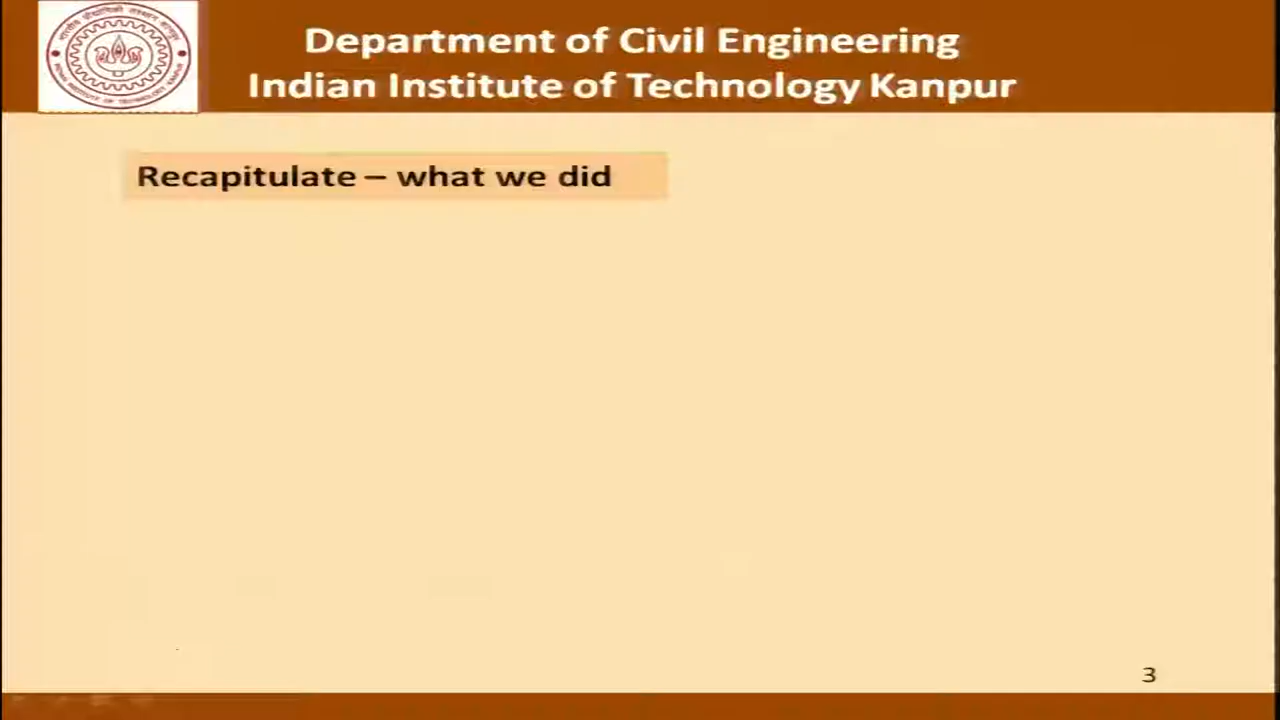 Department of Civil Engineering
Indian Institute of Technology Kanpur
Recapitulate – what we did
3